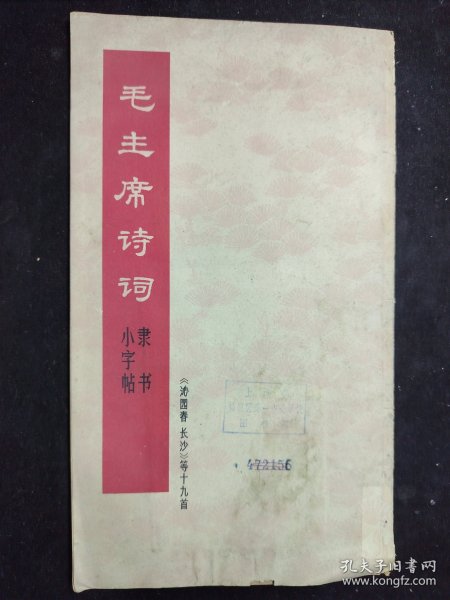 毛主席诗词
隶书
小字帖
《沁园春 长沙》等十九首
472156
孔夫子旧书网
www.kongfz.com